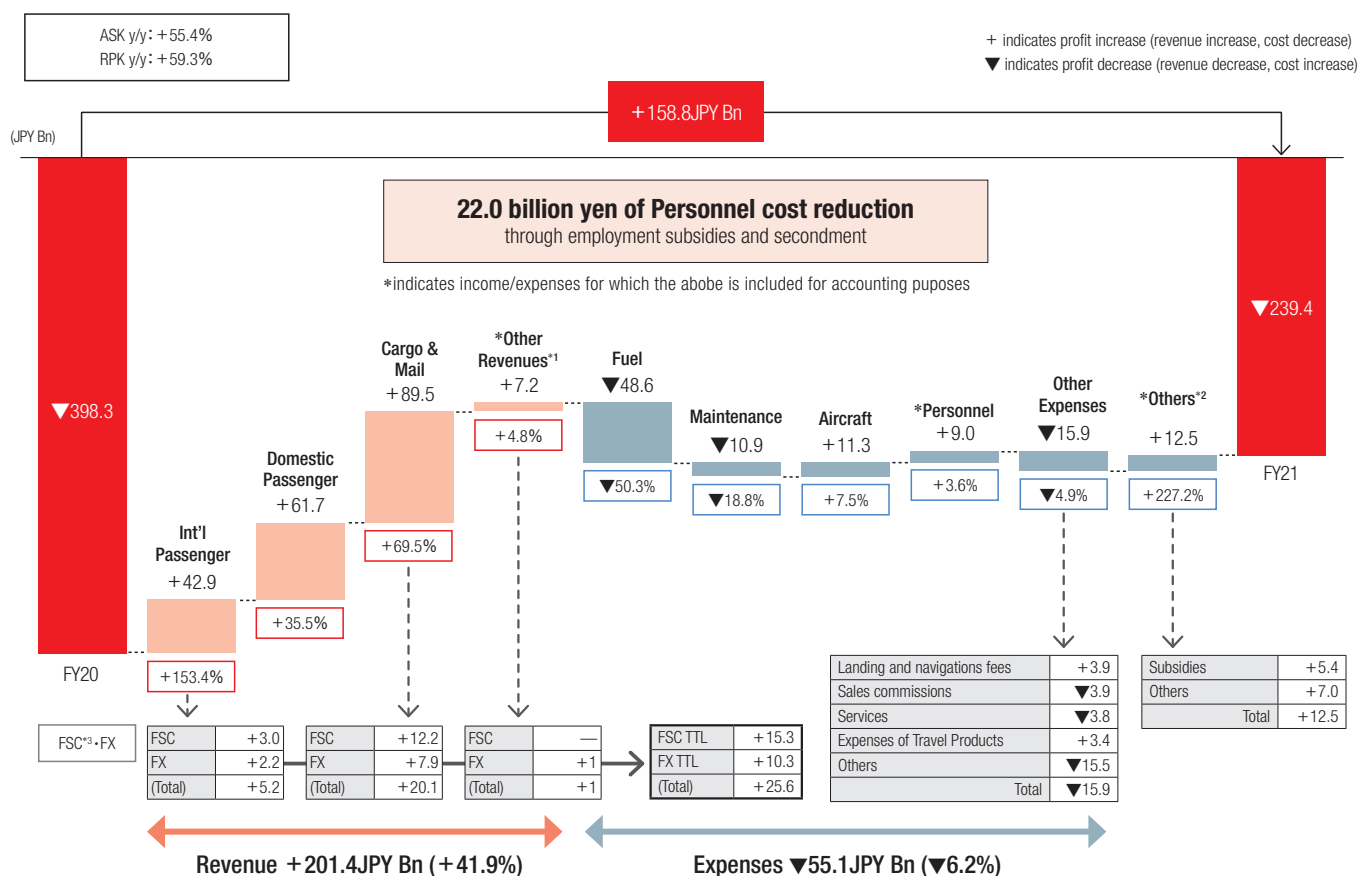 ASK y/y: +55.4%
RPK y/y: +59.3%
+ indicates profit increase (revenue increase, cost decrease)
▼ indicates profit decrease (revenue decrease, cost increase)
+158.8JPY Bn
(JPY Bn)
22.0 billion yen of Personnel cost reduction
through employment subsidies and secondment
*indicates income/expenses for which the abobe is included for accounting puposes
▼398.3
FY20
Int'l
Passenger
+42.9
+153.4%
Domestic
Passenger
+61.7
+35.5%
Cargo &
Mail
+89.5
+69.5%
*Other
Revenues*1
+7.2
+4.8%
Fuel
▼48.6
▼50.3%
Maintenance
▼10.9
▼18.8%
Aircraft
+11.3
+7.5%
*Personnel
+9.0
+3.6%
Other
Expenses
▼15.9
▼4.9%
*Others*2
+12.5
+227.2%
▼239.4
FY21
FSC*3・FX
FSC +3.0
FX +2.2
(Total) +5.2
FSC +12.2
FX +7.9
(Total) +20.1
FSC —
FX +1
(Total) +1
FSC TTL +15.3
FX TTL +10.3
(Total) +25.6
Landing and navigations fees +3.9
Sales commissions ▼3.9
Services ▼3.8
Expenses of Travel Products +3.4
Others ▼15.5
Total ▼15.9
Subsidies +5.4
Others +7.0
Total +12.5
Revenue +201.4JPY Bn (+41.9%)
Expenses ▼55.1JPY Bn (▼6.2%)